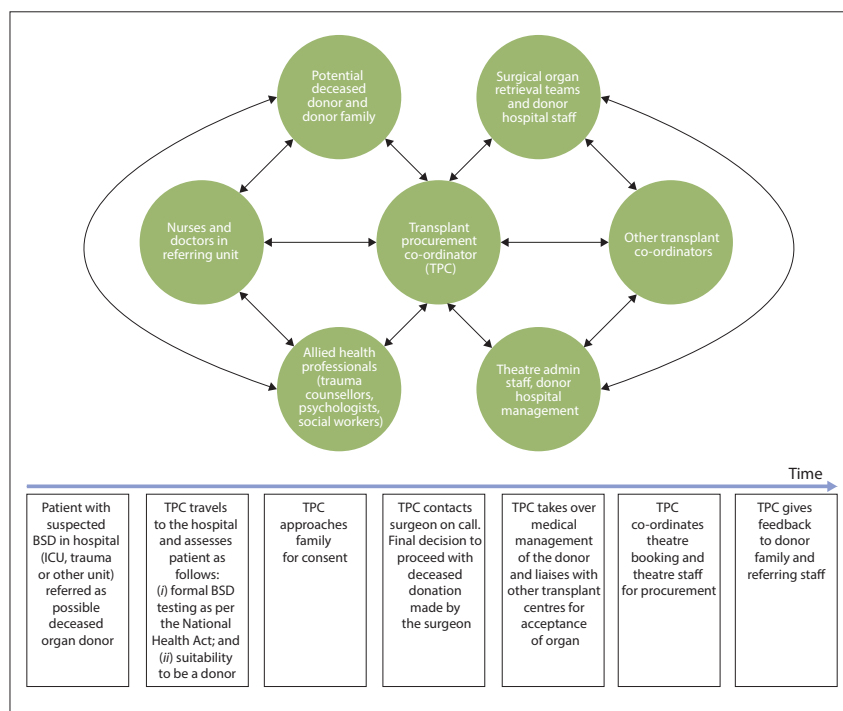 Potential
deceased
donor and
donor family
Surgical organ
retrieval teams
and donor
hospital staff
Nurses and
doctors in
referring unit
Transplant
procurement
co-ordinator
(TPC)
Other transplant
co-ordinators
Allied health
professionals
(trauma
counsellors,
psychologists,
social workers)
Theatre admin
staff, donor
hospital
management
Time
Patient with
suspected
BSD in hospital
(ICU, trauma
or other unit)
referred as
possible
deceased
organ donor
TPC travels
to the hospital
and assesses
patient as
follows:
(i) formal BSD
testing as per
the National
Health Act; and
(ii) suitability
to be a donor
TPC
approaches
family
for consent
TPC contacts
surgeon on call.
Final decision to
proceed with
deceased
donation
made by
the surgeon
TPC takes over
medical
management
of the donor
and liaises with
other transplant
centres for
acceptance
of organ
TPC
co-ordinates
theatre
booking and
theatre staff
for procurement
TPC gives
feedback
to donor
family and
referring staff